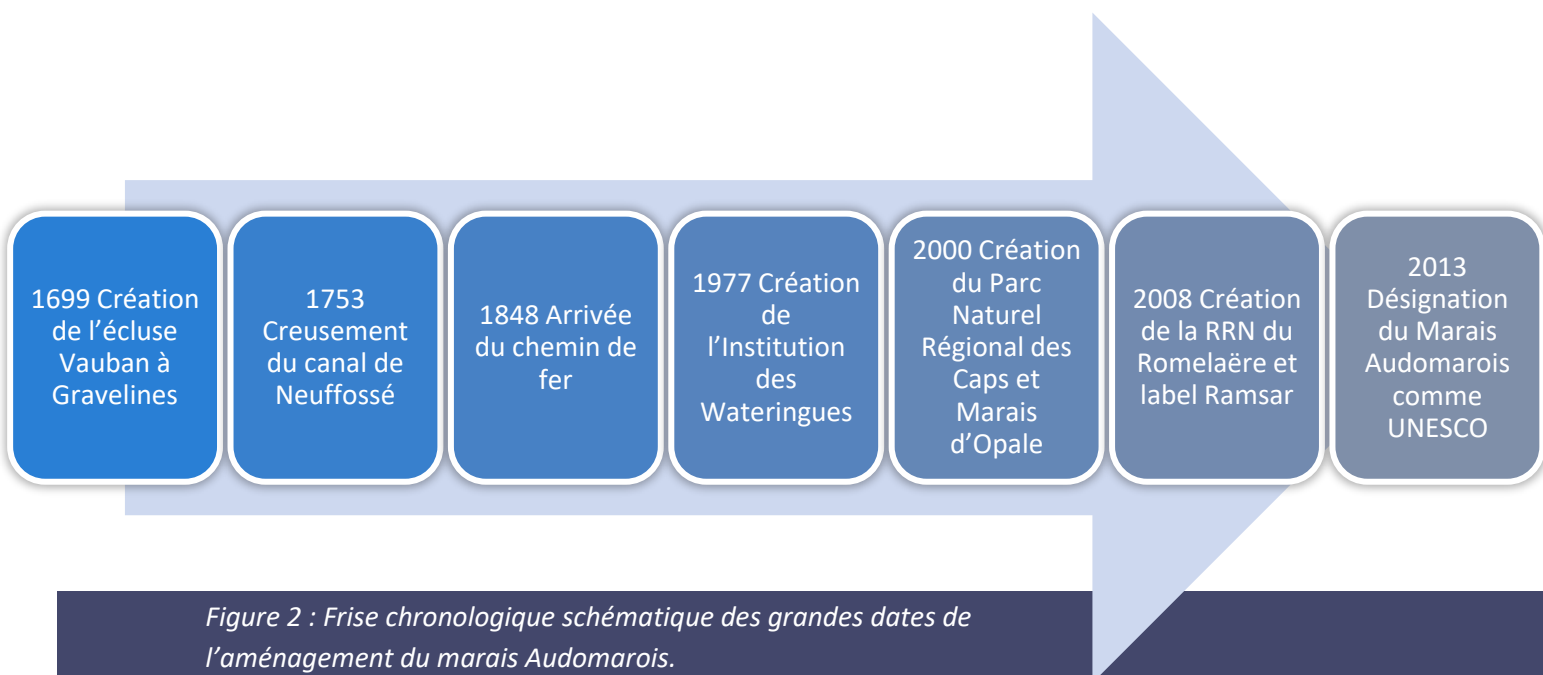 1699 Création
de l’écluse
Vauban à
Gravelines
1753
Creusement
du canal de
Neuffossé
1848 Arrivée
du chemin de
fer
1977 Création
de
l’Institution
des
Wateringues
2000 Création
du Parc
Naturel
Régional des
Caps et
Marais
d’Opale
2008 Création
de la RRN du
Romelaëre et
label Ramsar
2013
Désignation
du Marais
Audomarois
comme
UNESCO
Figure 2 : Frise chronologique schématique des grandes dates de
l’aménagement du marais Audomarois.